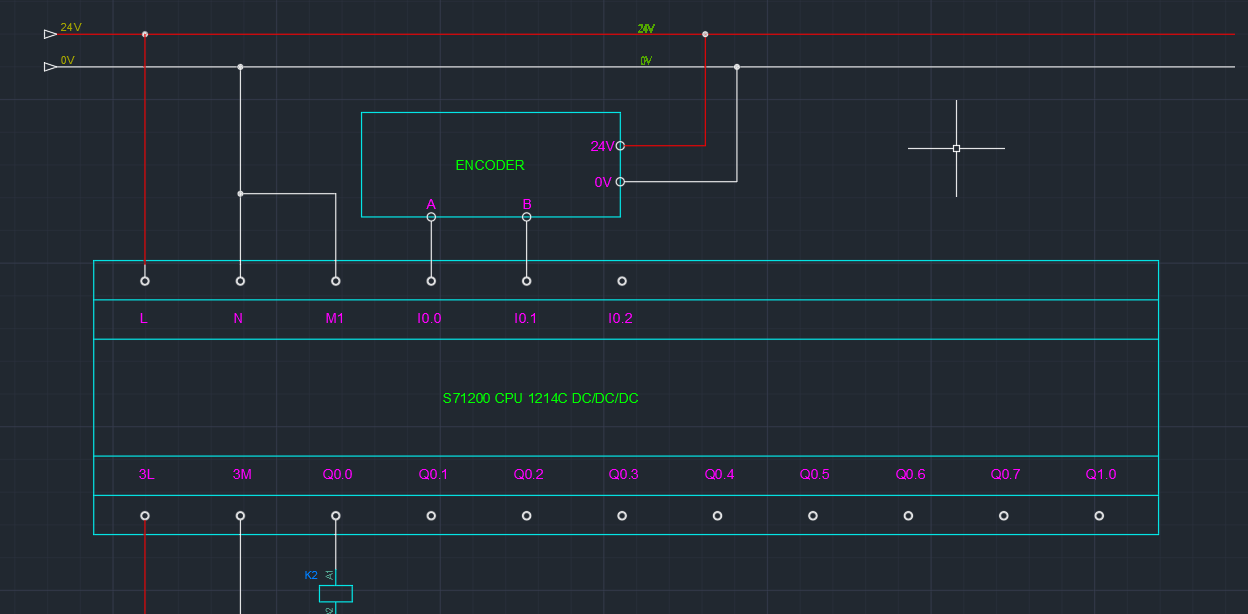 24V
24V
0V
0V
24V
ENCODER
0V
A B
L N M1 I0.0 I0.1 I0.2
S71200 CPU 1214C DC/DC/DC
3L 3M Q0.0 Q0.1 Q0.2 Q0.3 Q0.4 Q0.5 Q0.6 Q0.7 Q1.0
K2 A1